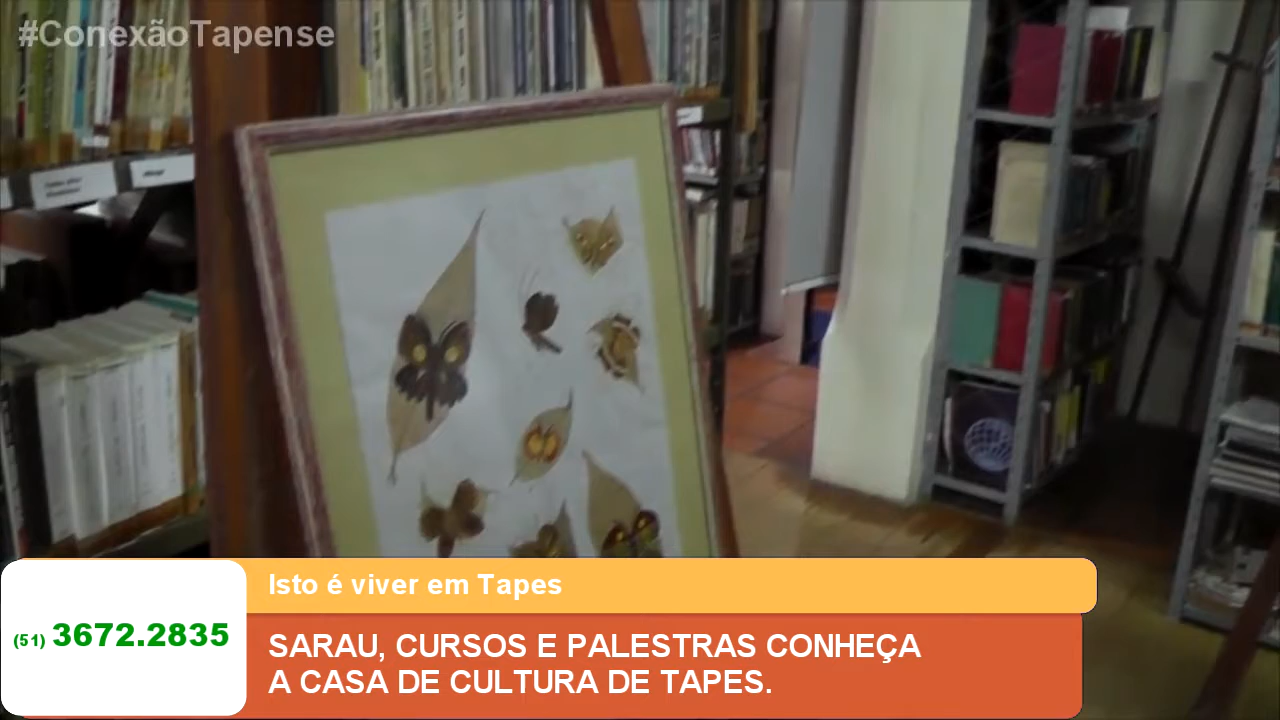 #ConexãoTapense
Isto é viver em Tapes
(51) 3672.2835
SARAU, CURSOS E PALESTRAS CONHEÇA
A CASA DE CULTURA DE TAPES.